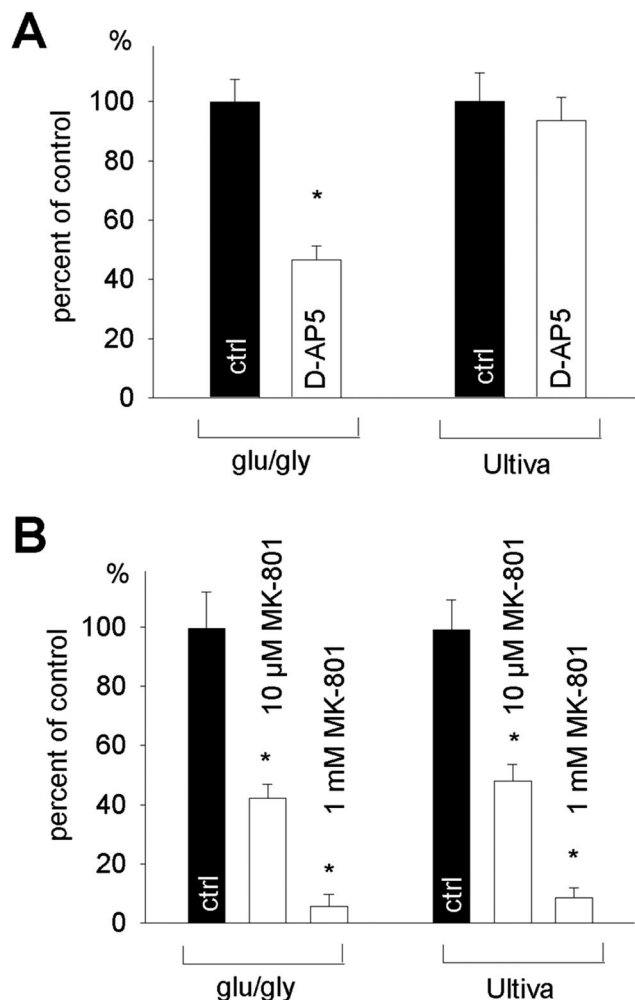 A
%
percent of control
100
80
60
40
20
0
ctrl
*
D-AP5
ctrl
D-AP5
glu/gly
Ultiva
B
%
percent of control
100
80
60
40
20
0
ctrl
10 µM MK-801
*
1 mM MK-801
*
ctrl
10 µM MK-801
*
1 mM MK-801
*
glu/gly
Ultiva